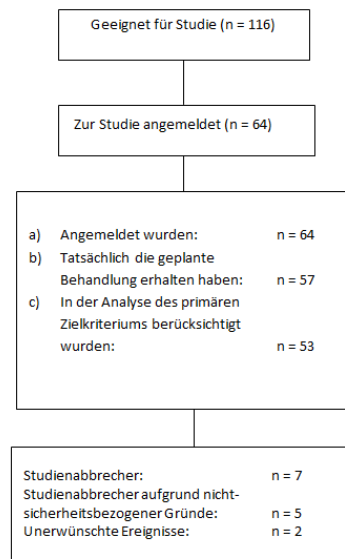 Geeignet für Studie (n = 116)
Zur Studie angemeldet (n = 64)
a) Angemeldet wurden: n = 64
b) Tatsächlich die geplante
Behandlung erhalten haben: n = 57
c) In der Analyse des primären
Zielkriteriums berücksichtigt
wurden: n = 53
Studienabbrecher: n = 7
Studienabbrecher aufgrund nicht-
sicherheitsbezogener Gründe: n = 5
Unerwünschte Ereignisse: n = 2